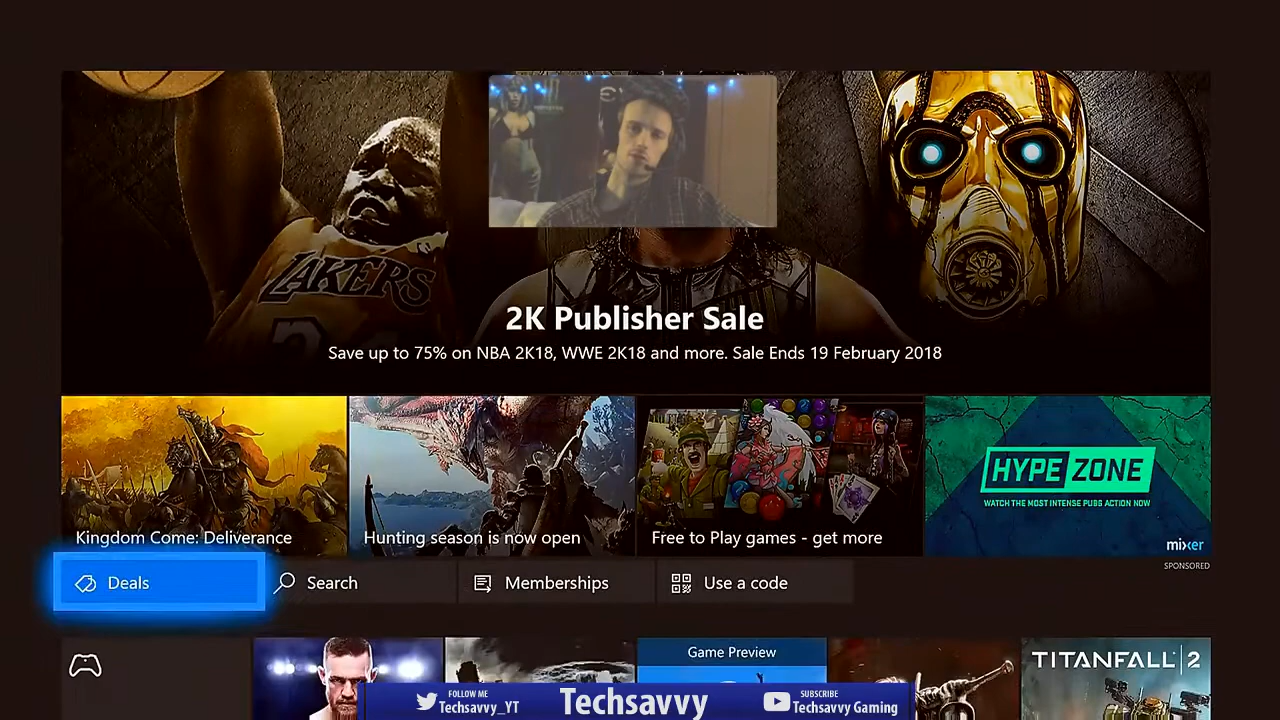 LAKERS
2K Publisher Sale
Save up to 75% on NBA 2K18, WWE 2K18 and more. Sale Ends 19 February 2018
Kingdom Come: Deliverance
Hunting season is now open
Free to Play games - get more
HYPE ZONE
WATCH THE MOST INTENSE PUBG ACTION NOW
mixer
SPONSORED
Deals
Search
Memberships
Use a code
Game Preview
TITANFALL 2
FOLLOW ME
Techsavvy_YT
Techsavvy
SUBSCRIBE
Techsavvy Gaming